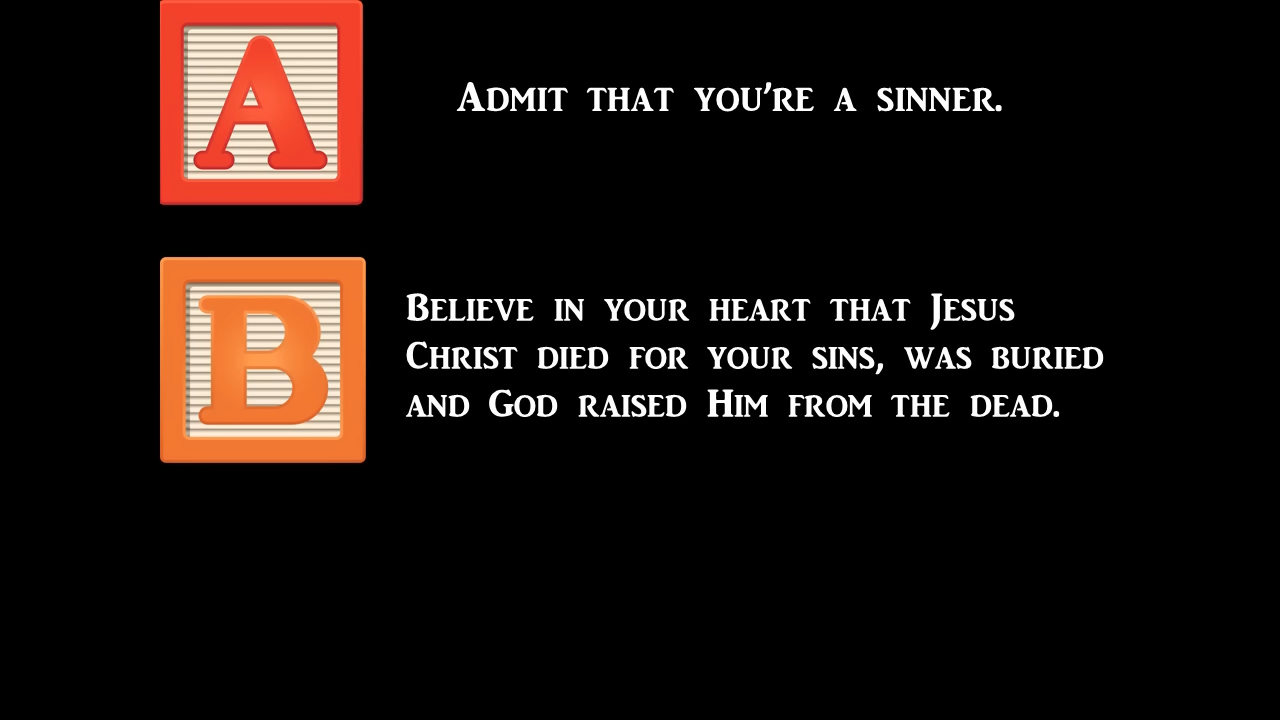 A
Admit that you're a sinner.
B
Believe in your heart that Jesus
Christ died for your sins, was buried
and God raised Him from the dead.